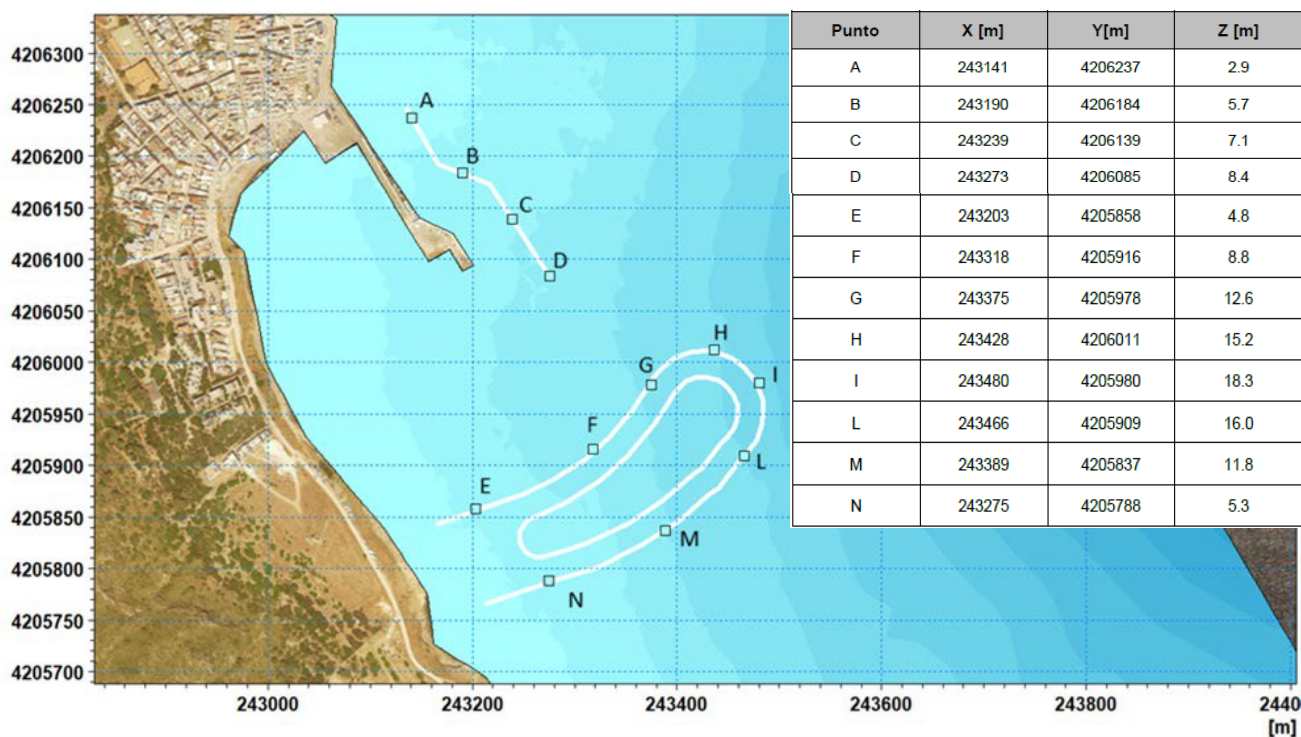 4206300
4206250
4206200
4206150
4206100
4206050
4206000
4205950
4205900
4205850
4205800
4205750
4205700
243000 243200 243400 243600 243800 2440
[m]
A
B
C
D
E
F
G
H
I
L
M
N
Punto X [m] Y[m] Z [m]
A 243141 4206237 2.9
B 243190 4206184 5.7
C 243239 4206139 7.1
D 243273 4206085 8.4
E 243203 4205858 4.8
F 243318 4205916 8.8
G 243375 4205978 12.6
H 243428 4206011 15.2
I 243480 4205980 18.3
L 243466 4205909 16.0
M 243389 4205837 11.8
N 243275 4205788 5.3